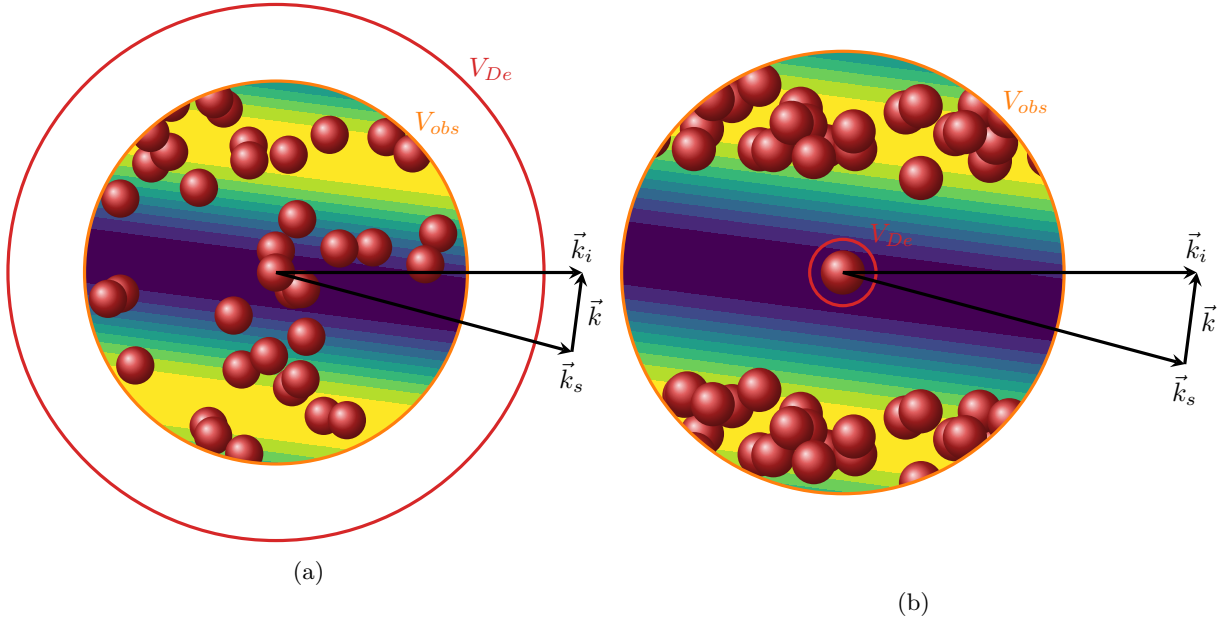 V_{De}
V_{obs}
\vec{k}_i
\vec{k}
\vec{k}_s
(a)
V_{obs}
V_{De}
\vec{k}_i
\vec{k}
\vec{k}_s
(b)